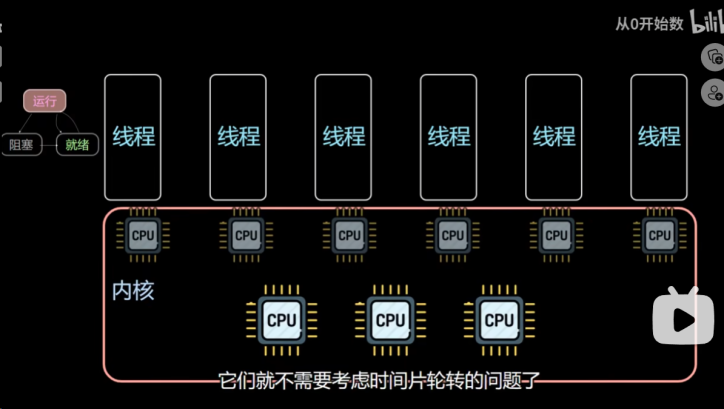 从0开始数 bilibili
运行
阻塞 就绪
线程 线程 线程 线程 线程 线程
CPU CPU CPU CPU CPU CPU
内核
CPU CPU CPU
它们就不需要考虑时间片轮转的问题了